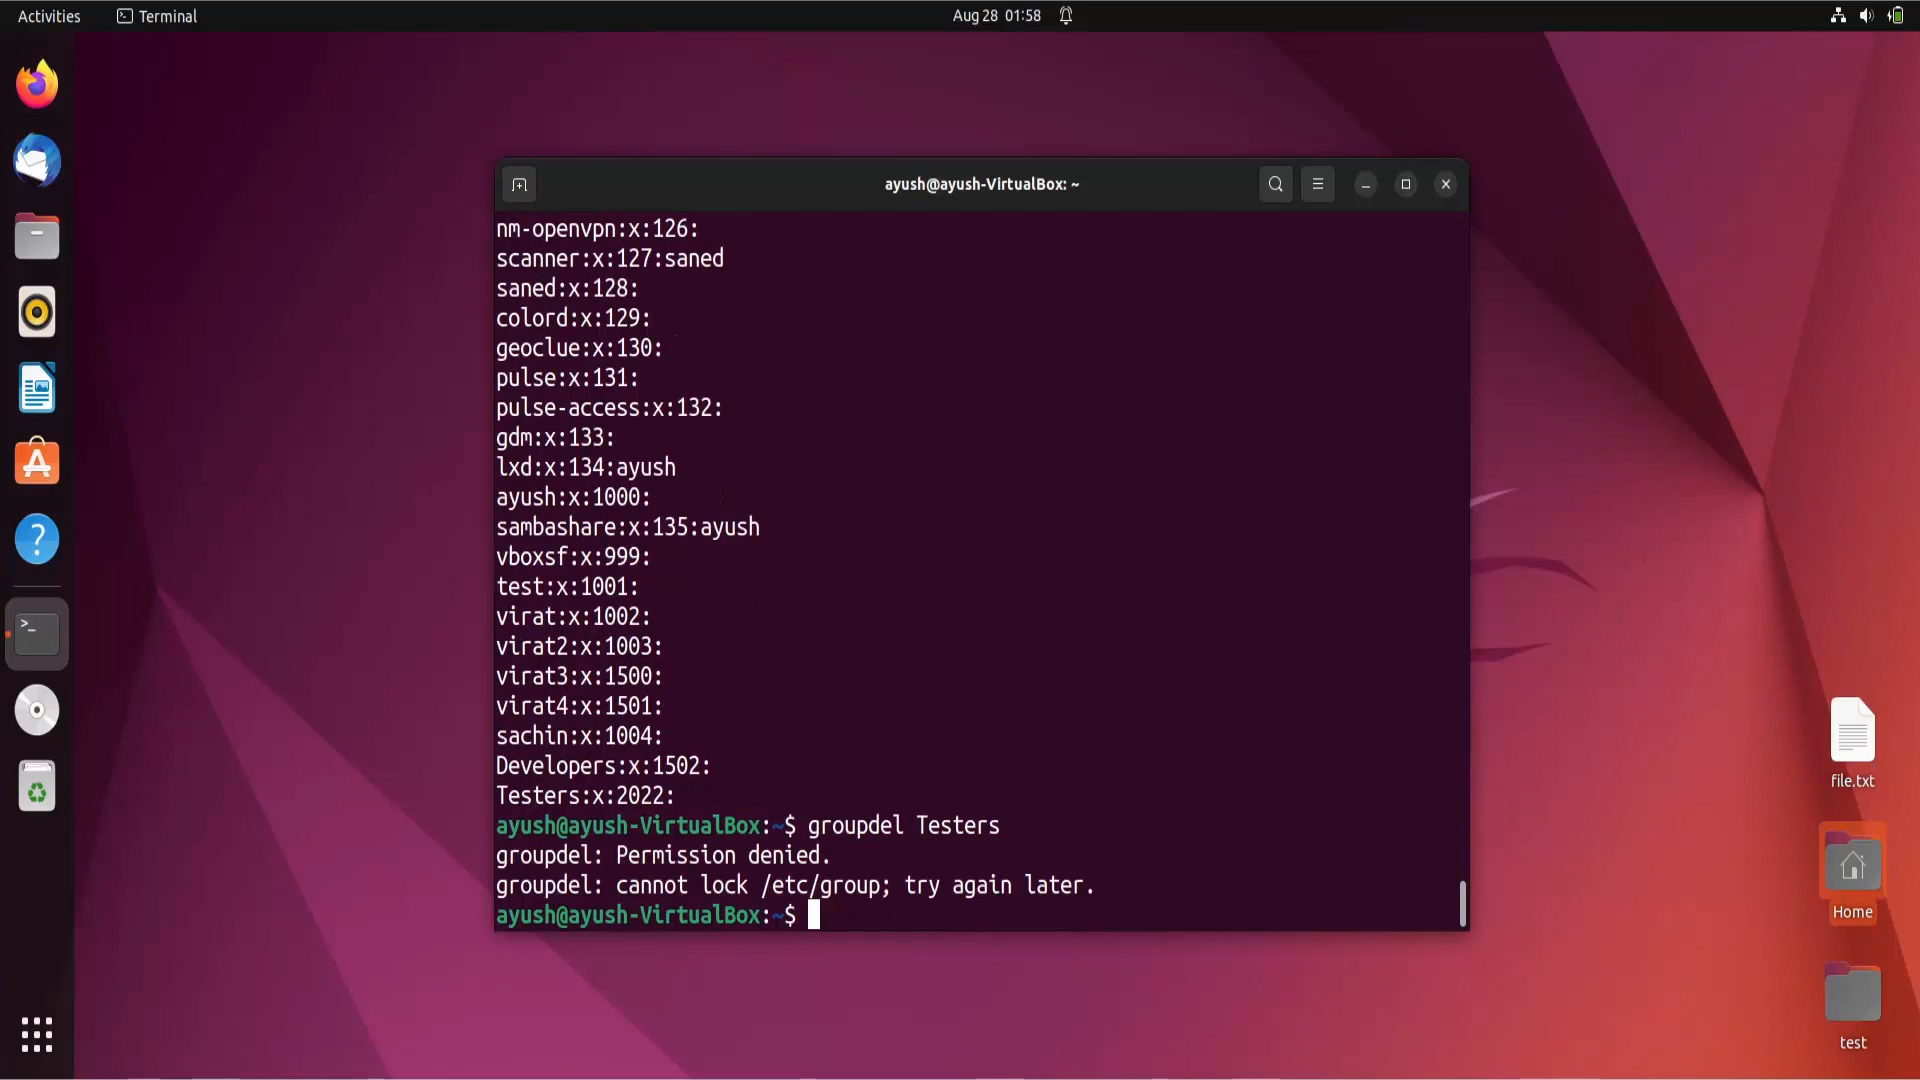 Activities
Terminal
Aug 28 01:58
ayush@ayush-VirtualBox: ~
nm-openvpn:x:126:
scanner:x:127:saned
saned:x:128:
colord:x:129:
geoclue:x:130:
pulse:x:131:
pulse-access:x:132:
gdm:x:133:
lxd:x:134:ayush
ayush:x:1000:
sambashare:x:135:ayush
vboxsf:x:999:
test:x:1001:
virat:x:1002:
virat2:x:1003:
virat3:x:1500:
virat4:x:1501:
sachin:x:1004:
Developers:x:1502:
Testers:x:2022:
ayush@ayush-VirtualBox:~$ groupdel Testers
groupdel: Permission denied.
groupdel: cannot lock /etc/group; try again later.
ayush@ayush-VirtualBox:~$
file.txt
Home
test